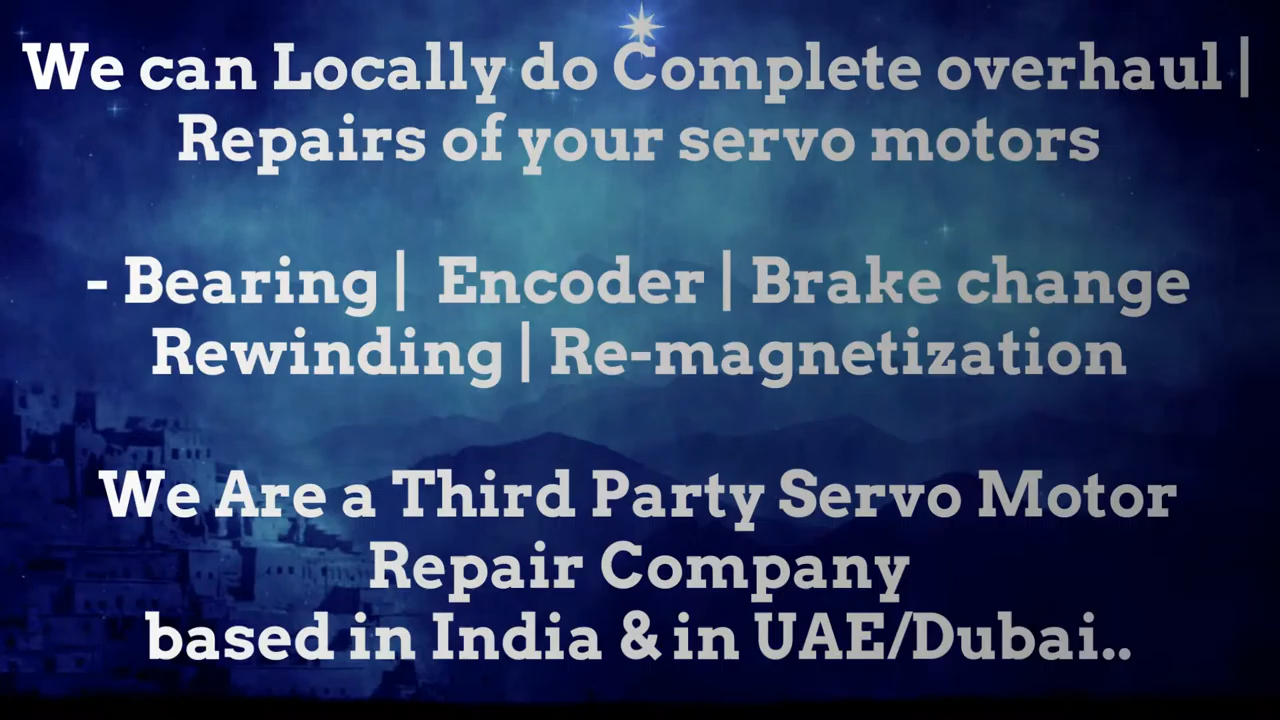 We can Locally do Complete overhaul |
Repairs of your servo motors
- Bearing |  Encoder | Brake change
Rewinding | Re-magnetization
We Are a Third Party Servo Motor
Repair Company
based in India & in UAE/Dubai..